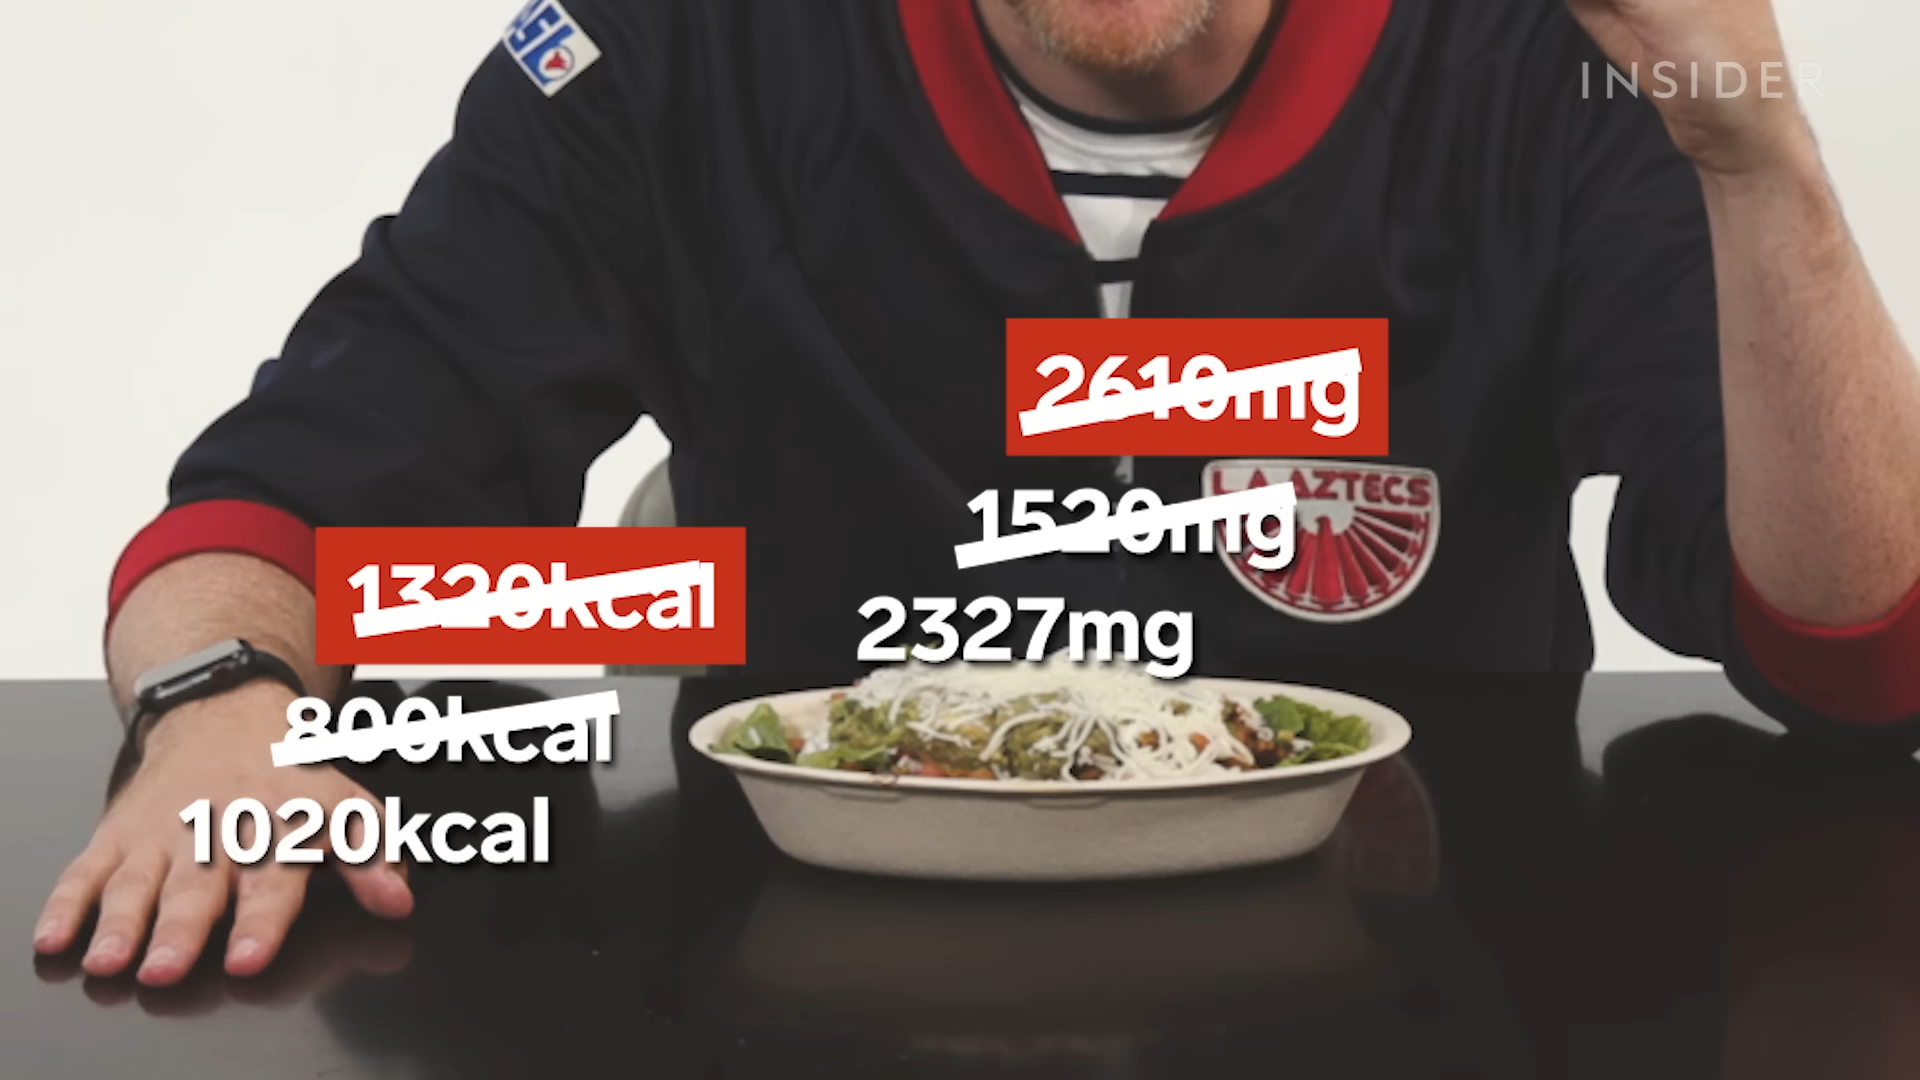 INSIDER
2610mg
L.A. AZTECS
1520mg
1320kcal
2327mg
800kcal
1020kcal